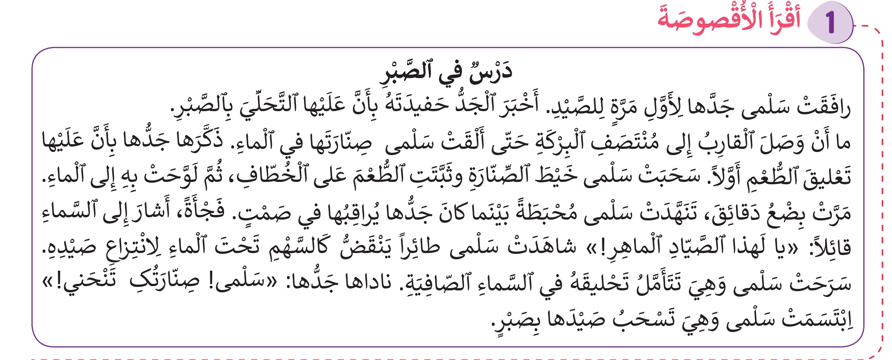 1 أَقْرَأُ الْأُقْصوصَةَ
دَرْسٌ في ٱلصَّبْرِ
رافَقَتْ سَلْمى جَدَّها لِأَوَّلِ مَرَّةٍ لِلصَّيْدِ. أَخْبَرَ ٱلْجَدُّ حَفيدَتَهُ بِأَنَّ عَلَيْها ٱلتَّحَلِّيَ بِٱلصَّبْرِ.
ما أَنْ وَصَلَ ٱلْقارِبُ إِلى مُنْتَصَفِ ٱلْبِرْكَةِ حَتّى أَلْقَتْ سَلْمى صِنّارَتَها في ٱلْماءِ. ذَكَّرَها جَدُّها بِأَنَّ عَلَيْها
تَعْليقَ ٱلطُّعْمِ أَوَّلاً. سَحَبَتْ سَلْمى خَيْطَ ٱلصِّنّارَةِ وثَبَّتَتِ ٱلطُّعْمَ عَلى ٱلْخُطّافِ، ثُمَّ لَوَّحَتْ بِهِ إِلى ٱلْماءِ.
مَرَّتْ بِضْعُ دَقائِقَ، تَنَهَّدَتْ سَلْمى مُحْبَطَةً بَيْنَما كانَ جَدُّها يُراقِبُها في صَمْتٍ. فَجْأَةً، أَشارَ إِلى ٱلسَّماءِ
قائِلاً: «يا لَهذا ٱلصَّيّادِ ٱلْماهِرِ!» شاهَدَتْ سَلْمى طائِراً يَنْقَضُّ كَٱلسَّهْمِ تَحْتَ ٱلْماءِ لِانْتِزاعِ صَيْدِهِ.
سَرَحَتْ سَلْمى وَهِيَ تَتَأَمَّلُ تَحْليقَهُ في ٱلسَّماءِ ٱلصّافِيَةِ. ناداها جَدُّها: «سَلْمى! صِنّارَتُكِ تَنْحَني!»
اِبْتَسَمَتْ سَلْمى وَهِيَ تَسْحَبُ صَيْدَها بِصَبْرٍ.